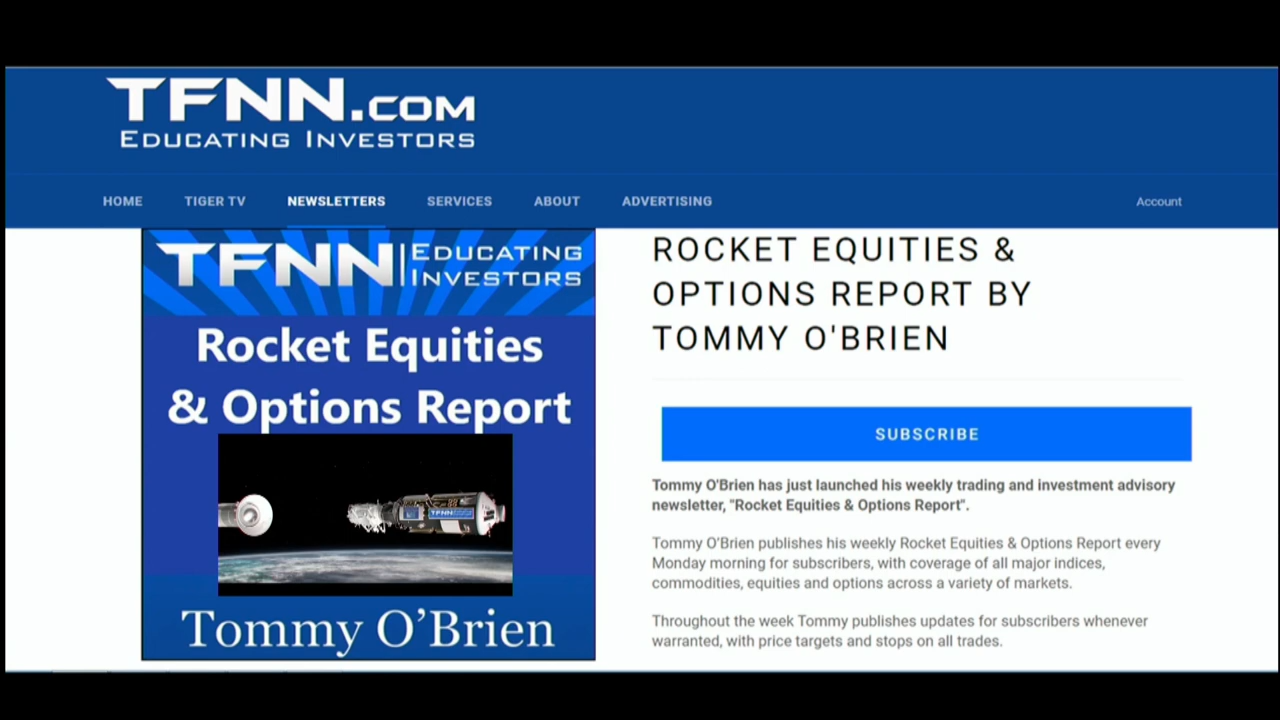 TFNN.COM
EDUCATING INVESTORS
HOME TIGER TV NEWSLETTERS SERVICES ABOUT ADVERTISING Account
TFNN EDUCATING
INVESTORS
Rocket Equities
& Options Report
TFNN
Tommy O’Brien
ROCKET EQUITIES &
OPTIONS REPORT BY
TOMMY O'BRIEN
SUBSCRIBE
Tommy O'Brien has just launched his weekly trading and investment advisory
newsletter, "Rocket Equities & Options Report".
Tommy O'Brien publishes his weekly Rocket Equities & Options Report every
Monday morning for subscribers, with coverage of all major indices,
commodities, equities and options across a variety of markets.
Throughout the week Tommy publishes updates for subscribers whenever
warranted, with price targets and stops on all trades.